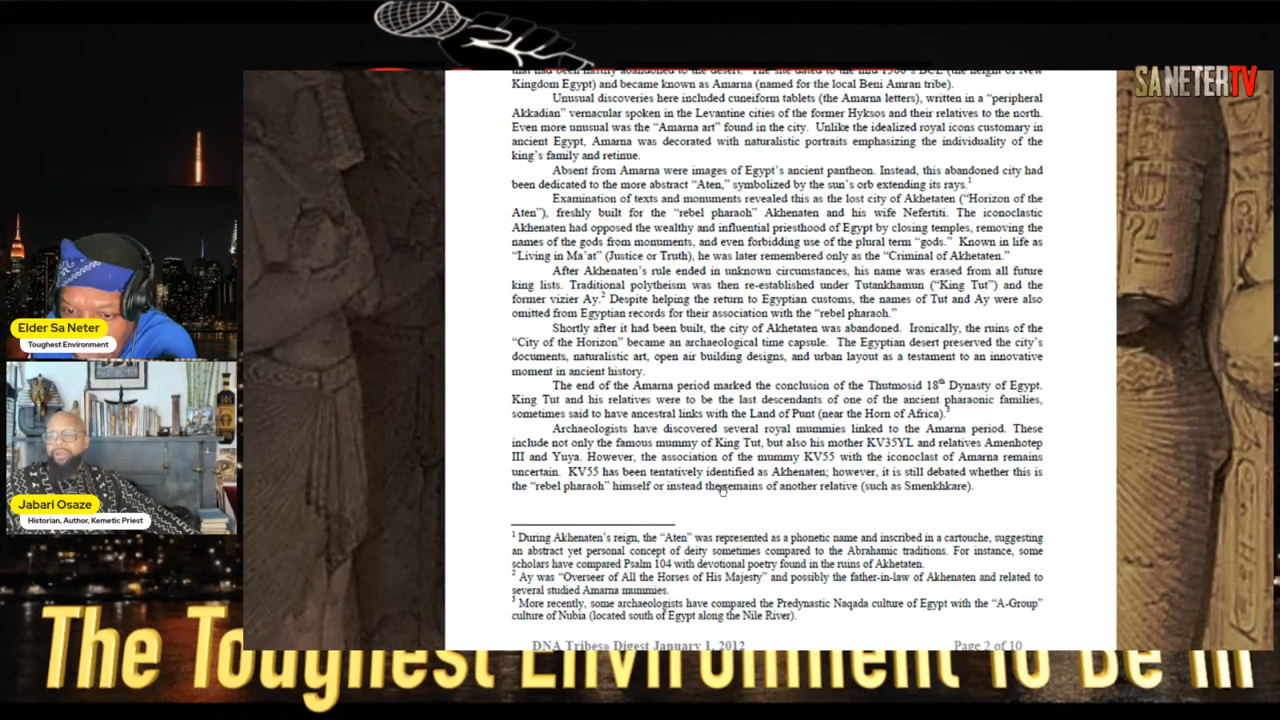 SANETERTV
that had been hastily abandoned to the desert. The site dated to the mid 1300's BCE (the height of New
Kingdom Egypt) and became known as Amarna (named for the local Beni Amran tribe).
Unusual discoveries here included cuneiform tablets (the Amarna letters), written in a “peripheral
Akkadian” vernacular spoken in the Levantine cities of the former Hyksos and their relatives to the north.
Even more unusual was the “Amarna art” found in the city. Unlike the idealized royal icons customary in
ancient Egypt, Amarna was decorated with naturalistic portraits emphasizing the individuality of the
king’s family and retinue.
Absent from Amarna were images of Egypt’s ancient pantheon. Instead, this abandoned city had
been dedicated to the more abstract “Aten,” symbolized by the sun’s orb extending its rays.1
Examination of texts and monuments revealed this as the lost city of Akhetaten (“Horizon of the
Aten”), freshly built for the “rebel pharaoh” Akhenaten and his wife Nefertiti. The iconoclastic
Akhenaten had opposed the wealthy and influential priesthood of Egypt by closing temples, removing the
names of the gods from monuments, and even forbidding use of the plural term “gods.” Known in life as
“Living in Ma’at” (Justice or Truth), he was later remembered only as the “Criminal of Akhetaten.”
After Akhenaten’s rule ended in unknown circumstances, his name was erased from all future
king lists. Traditional polytheism was then re-established under Tutankhamun (“King Tut”) and the
former vizier Ay.2 Despite helping the return to Egyptian customs, the names of Tut and Ay were also
omitted from Egyptian records for their association with the “rebel pharaoh.”
Shortly after it had been built, the city of Akhetaten was abandoned. Ironically, the ruins of the
“City of the Horizon” became an archaeological time capsule. The Egyptian desert preserved the city’s
documents, naturalistic art, open air building designs, and urban layout as a testament to an innovative
moment in ancient history.
The end of the Amarna period marked the conclusion of the Thutmosid 18th Dynasty of Egypt.
King Tut and his relatives were to be the last descendants of one of the ancient pharaonic families,
sometimes said to have ancestral links with the Land of Punt (near the Horn of Africa).3
Archaeologists have discovered several royal mummies linked to the Amarna period. These
include not only the famous mummy of King Tut, but also his mother KV35YL and relatives Amenhotep
III and Yuya. However, the association of the mummy KV55 with the iconoclast of Amarna remains
uncertain. KV55 has been tentatively identified as Akhenaten; however, it is still debated whether this is
the “rebel pharaoh” himself or instead the remains of another relative (such as Smenkhkare).
1 During Akhenaten’s reign, the “Aten” was represented as a phonetic name and inscribed in a cartouche, suggesting
an abstract yet personal concept of deity sometimes compared to the Abrahamic traditions. For instance, some
scholars have compared Psalm 104 with devotional poetry found in the ruins of Akhetaten.
2 Ay was “Overseer of All the Horses of His Majesty” and possibly the father-in-law of Akhenaten and related to
several studied Amarna mummies.
3 More recently, some archaeologists have compared the Predynastic Naqada culture of Egypt with the “A-Group”
culture of Nubia (located south of Egypt along the Nile River).
DNA Tribes® Digest January 1, 2012
Page 2 of 10
Elder Sa Neter
Toughest Environment
Jabari Osaze
Historian, Author, Kemetic Priest
The Toughest Environment To Be In